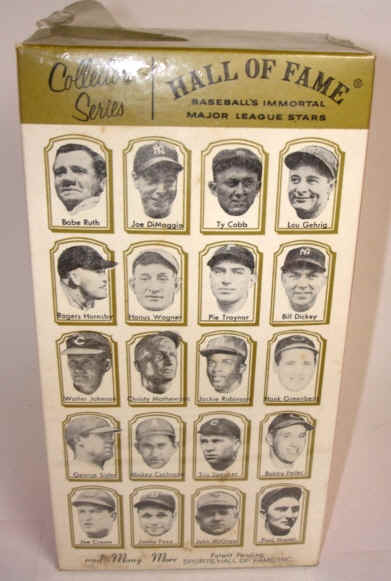 Collector's HALL OF FAME®
Series BASEBALL'S IMMORTAL
MAJOR LEAGUE STARS
Babe Ruth Joe DiMaggio Ty Cobb Lou Gehrig
Rogers Hornsby Honus Wagner Pie Traynor Bill Dickey
Walter Johnson Christy Mathewson Jackie Robinson Hank Greenberg
George Sisler Mickey Cochrane Tris Speaker Bobby Feller
Joe Cronin Jimmy Foxx John McGraw Paul Waner
and Many More Patent Pending
SPORTS HALL OF FAME INC.